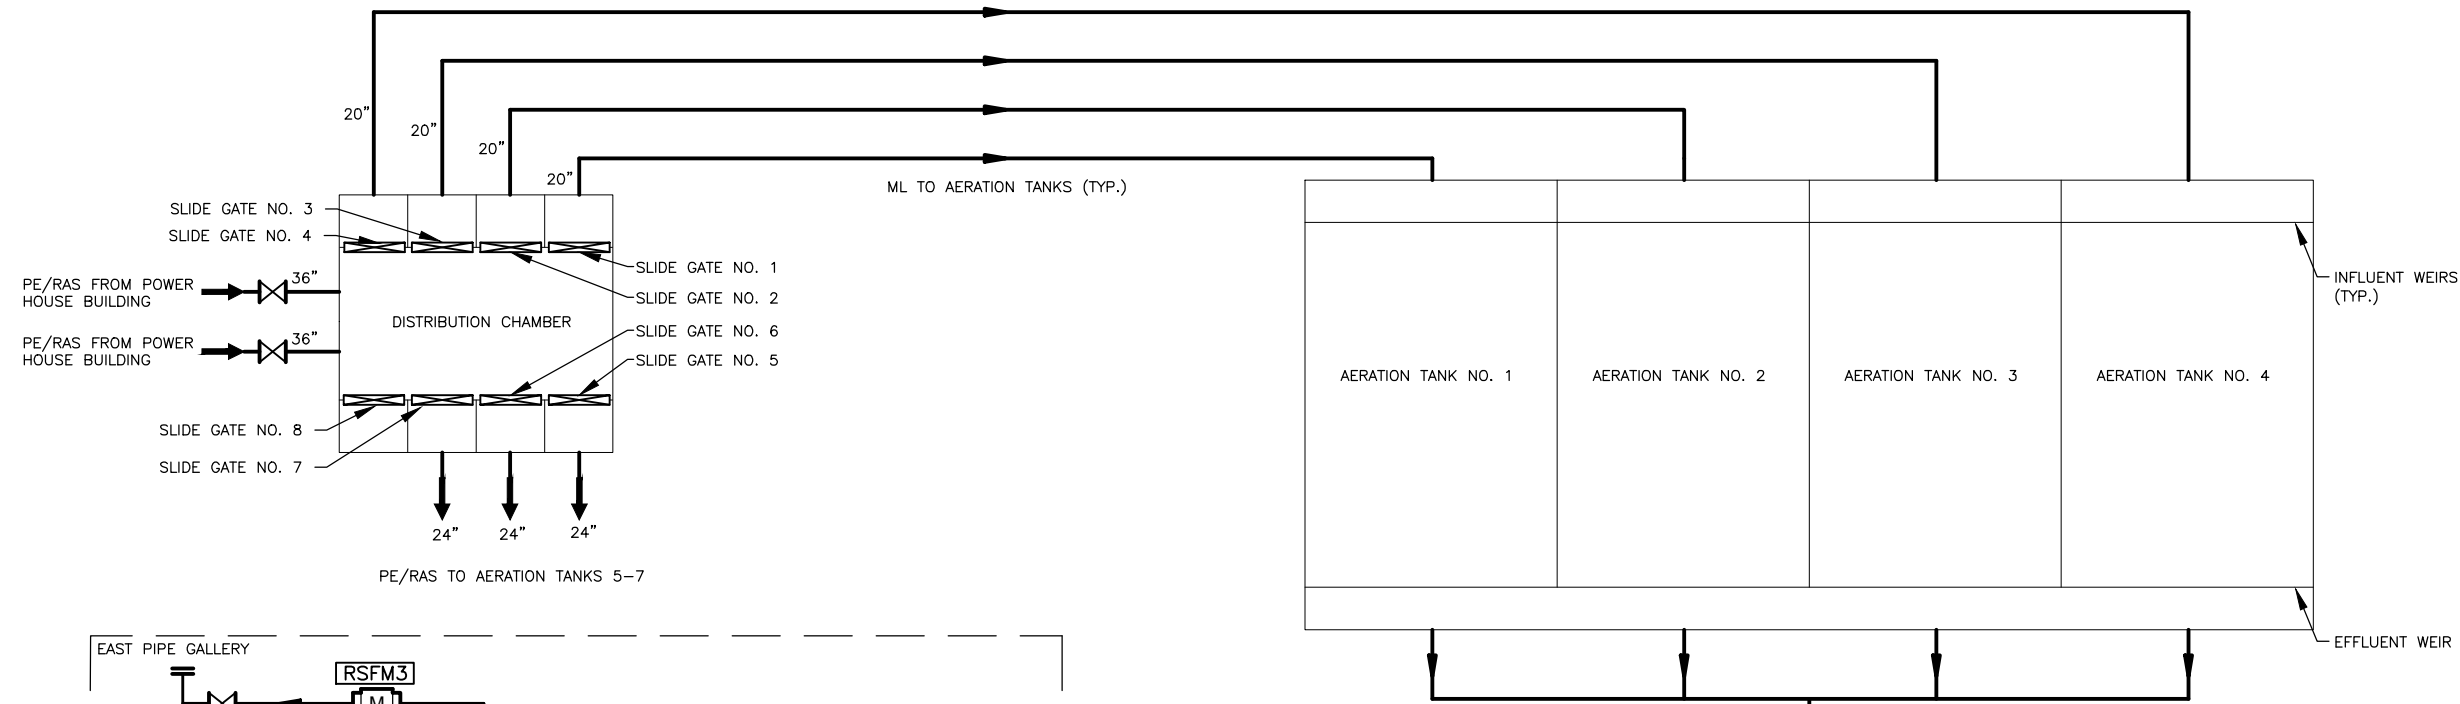 20”
20”
20”
20”
ML TO AERATION TANKS (TYP.)
SLIDE GATE NO. 3
SLIDE GATE NO. 4
SLIDE GATE NO. 1
SLIDE GATE NO. 2
PE/RAS FROM POWER
HOUSE BUILDING
36”
DISTRIBUTION CHAMBER
PE/RAS FROM POWER
HOUSE BUILDING
36”
SLIDE GATE NO. 6
SLIDE GATE NO. 5
SLIDE GATE NO. 8
SLIDE GATE NO. 7
24”
24”
24”
PE/RAS TO AERATION TANKS 5-7
INFLUENT WEIRS
(TYP.)
AERATION TANK NO. 1
AERATION TANK NO. 2
AERATION TANK NO. 3
AERATION TANK NO. 4
EFFLUENT WEIR
EAST PIPE GALLERY
RSFM3
M